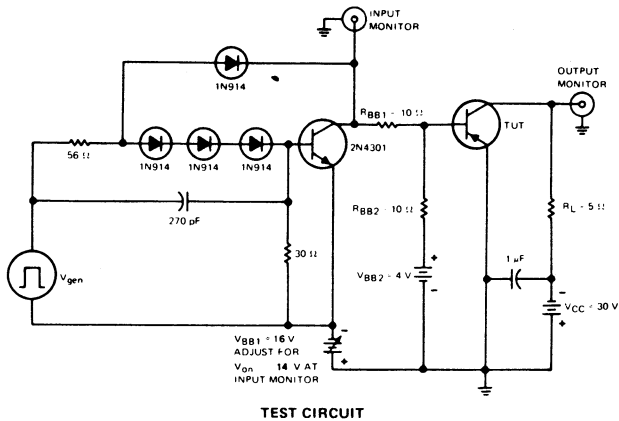 INPUT
MONITOR
1N914
OUTPUT
MONITOR
RBB1 - 10 Ω
56 Ω
1N914
1N914
1N914
2N4301
TUT
270 pF
RBB2 - 10 Ω
RL - 5 Ω
30 Ω
Vgen
1 μF
+
-
VBB2 = 4 V
-
VCC = 30 V
+
VBB1 = 16 V
ADJUST FOR
Von 14 V AT
INPUT MONITOR
-
+
TEST CIRCUIT